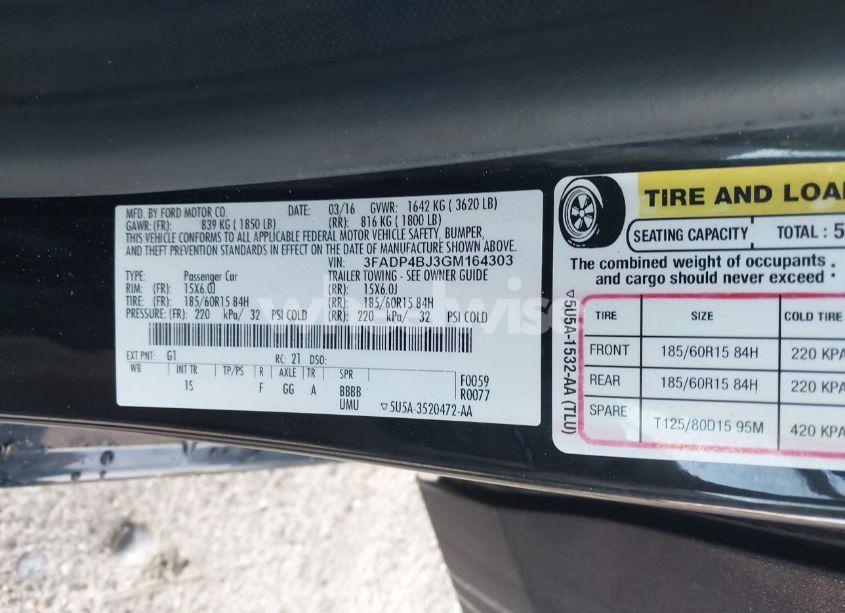 MFD. BY FORD MOTOR CO. DATE: 03/16 GVWR: 1642 KG ( 3620 LB)
GAWR: (FR): 839 KG ( 1850 LB) (RR): 816 KG ( 1800 LB)
THIS VEHICLE CONFORMS TO ALL APPLICABLE FEDERAL MOTOR VEHICLE SAFETY, BUMPER,
AND THEFT PREVENTION STANDARDS IN EFFECT ON THE DATE OF MANUFACTURE SHOWN ABOVE.
VIN: 3FADP4BJ3GM164303
TYPE: Passenger Car TRAILER TOWING - SEE OWNER GUIDE
RIM: (FR): 15X6.0J (RR): 15X6.0J
TIRE: (FR): 185/60R15 84H (RR): 185/60R15 84H
PRESSURE: (FR): 220 kPa/ 32 PSI COLD (RR): 220 kPa/ 32 PSI COLD
EXT PNT: G1 RC: 21 DSO:
WB INT TR TP/PS R AXLE TR SPR
1S F GG A BBBB
UMU
F0059
R0077
▽5U5A-3520472-AA
wheelwise
TIRE AND LOA
SEATING CAPACITY TOTAL : 5
The combined weight of occupants
and cargo should never exceed
▽5U5A-1532-AA (TLU)
TIRE SIZE COLD TIRE
FRONT 185/60R15 84H 220 KPA
REAR 185/60R15 84H 220 KPA
SPARE T125/80D15 95M 420 KPA